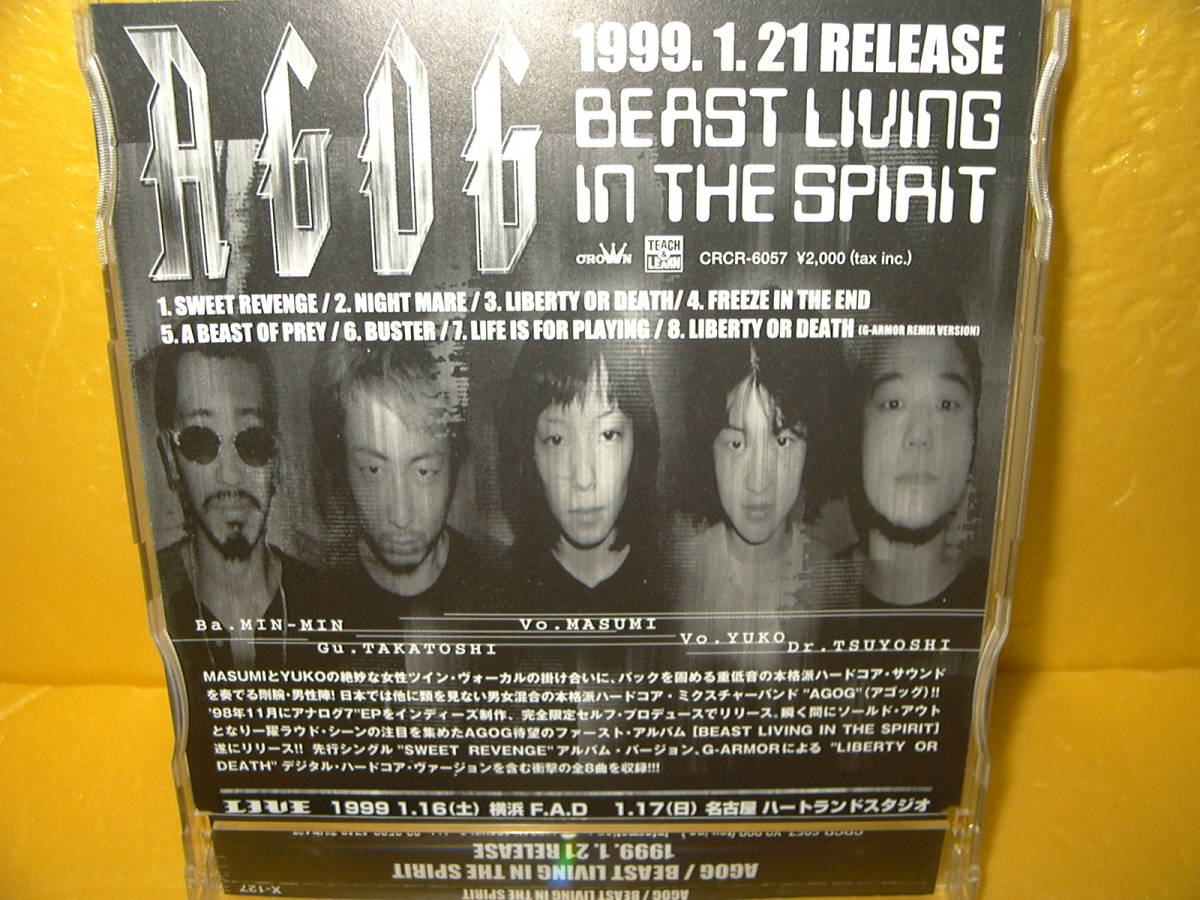 AGOG
1999. 1. 21 RELEASE
BEAST LIVING
IN THE SPIRIT
CROWN
TEACH & LEARN
CRCR-6057 ¥2,000 (tax inc.)
1. SWEET REVENGE / 2. NIGHT MARE / 3. LIBERTY OR DEATH/ 4. FREEZE IN THE END
5. A BEAST OF PREY / 6. BUSTER / 7. LIFE IS FOR PLAYING / 8. LIBERTY OR DEATH (G-ARMOR REMIX VERSION)
Ba.MIN-MIN
Gu.TAKATOSHI
Vo.MASUMI
Vo.YUKO
Dr.TSUYOSHI
MASUMIとYUKOの絶妙な女性ツイン・ヴォーカルの掛け合いに、バックを固める重低音の本格派ハードコア・サウンド
を奏でる剛腕・男性陣! 日本では他に類を見ない男女混合の本格派ハードコア・ミクスチャーバンド "AGOG" (アゴッグ) !!
'98年11月にアナログ7"EPをインディーズ制作、完全限定セルフ・プロデュースでリリース。瞬く間にソールド・アウト
となり一躍ラウド・シーンの注目を集めたAGOG待望のファースト・アルバム [BEAST LIVING IN THE SPIRIT]
遂にリリース!! 先行シングル "SWEET REVENGE" アルバム・バージョン、G-ARMORによる "LIBERTY OR
DEATH" デジタル・ハードコア・ヴァージョンを含む衝撃の全8曲を収録!!!
LIVE 1999 1.16(土) 横浜 F.A.D 1.17(日) 名古屋 ハートランドスタジオ
1999.1.21 RELEASE
AGOG / BEAST LIVING IN THE SPIRIT
X-127
AGOG / BEAST LIVING IN THE SPIRIT